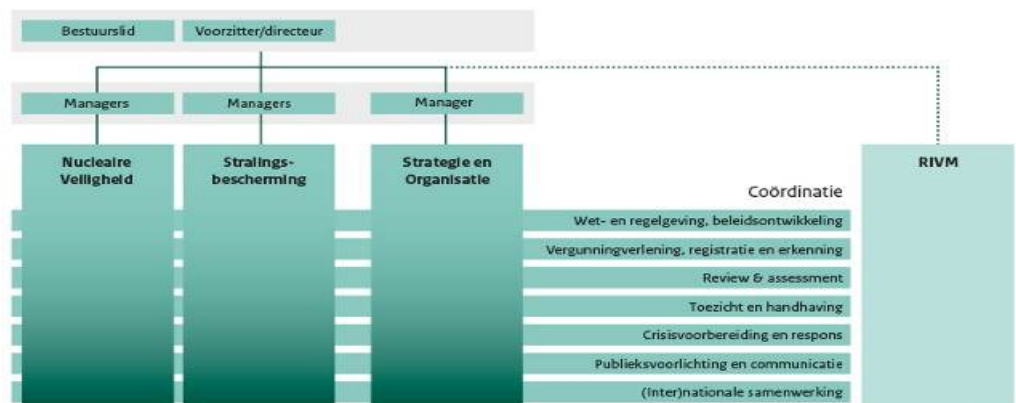 Bestuurslid
Voorzitter/directeur
Managers
Managers
Manager
Nucleaire
Veiligheid
Stralings-
bescherming
Strategie en
Organisatie
RIVM
Coördinatie
Wet- en regelgeving, beleidsontwikkeling
Vergunningverlening, registratie en erkenning
Review & assessment
Toezicht en handhaving
Crisisvoorbereiding en respons
Publieksvoorlichting en communicatie
(Inter)nationale samenwerking